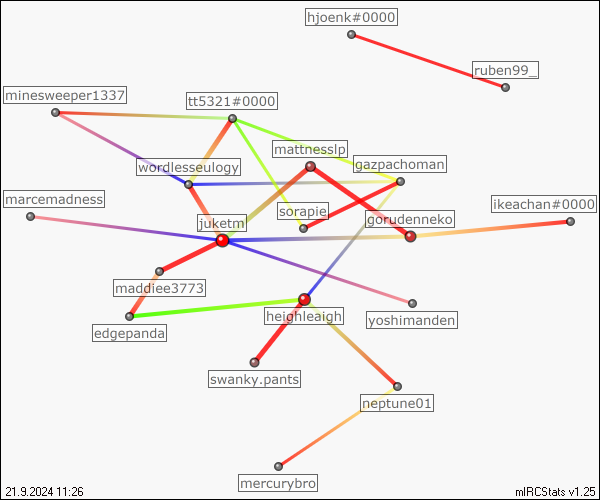 hjoenk#0000
ruben99_
minesweeper1337
tt5321#0000
mattnesslp
wordlesseulogy
gazpachoman
marcemadness
sorapie
gorudenneko
ikeachan#0000
juketm
maddiee3773
heighleaigh
yoshimanden
edgepanda
swanky.pants
neptune01
mercurybro
21.9.2024 11:26
mIRCStats v1.25